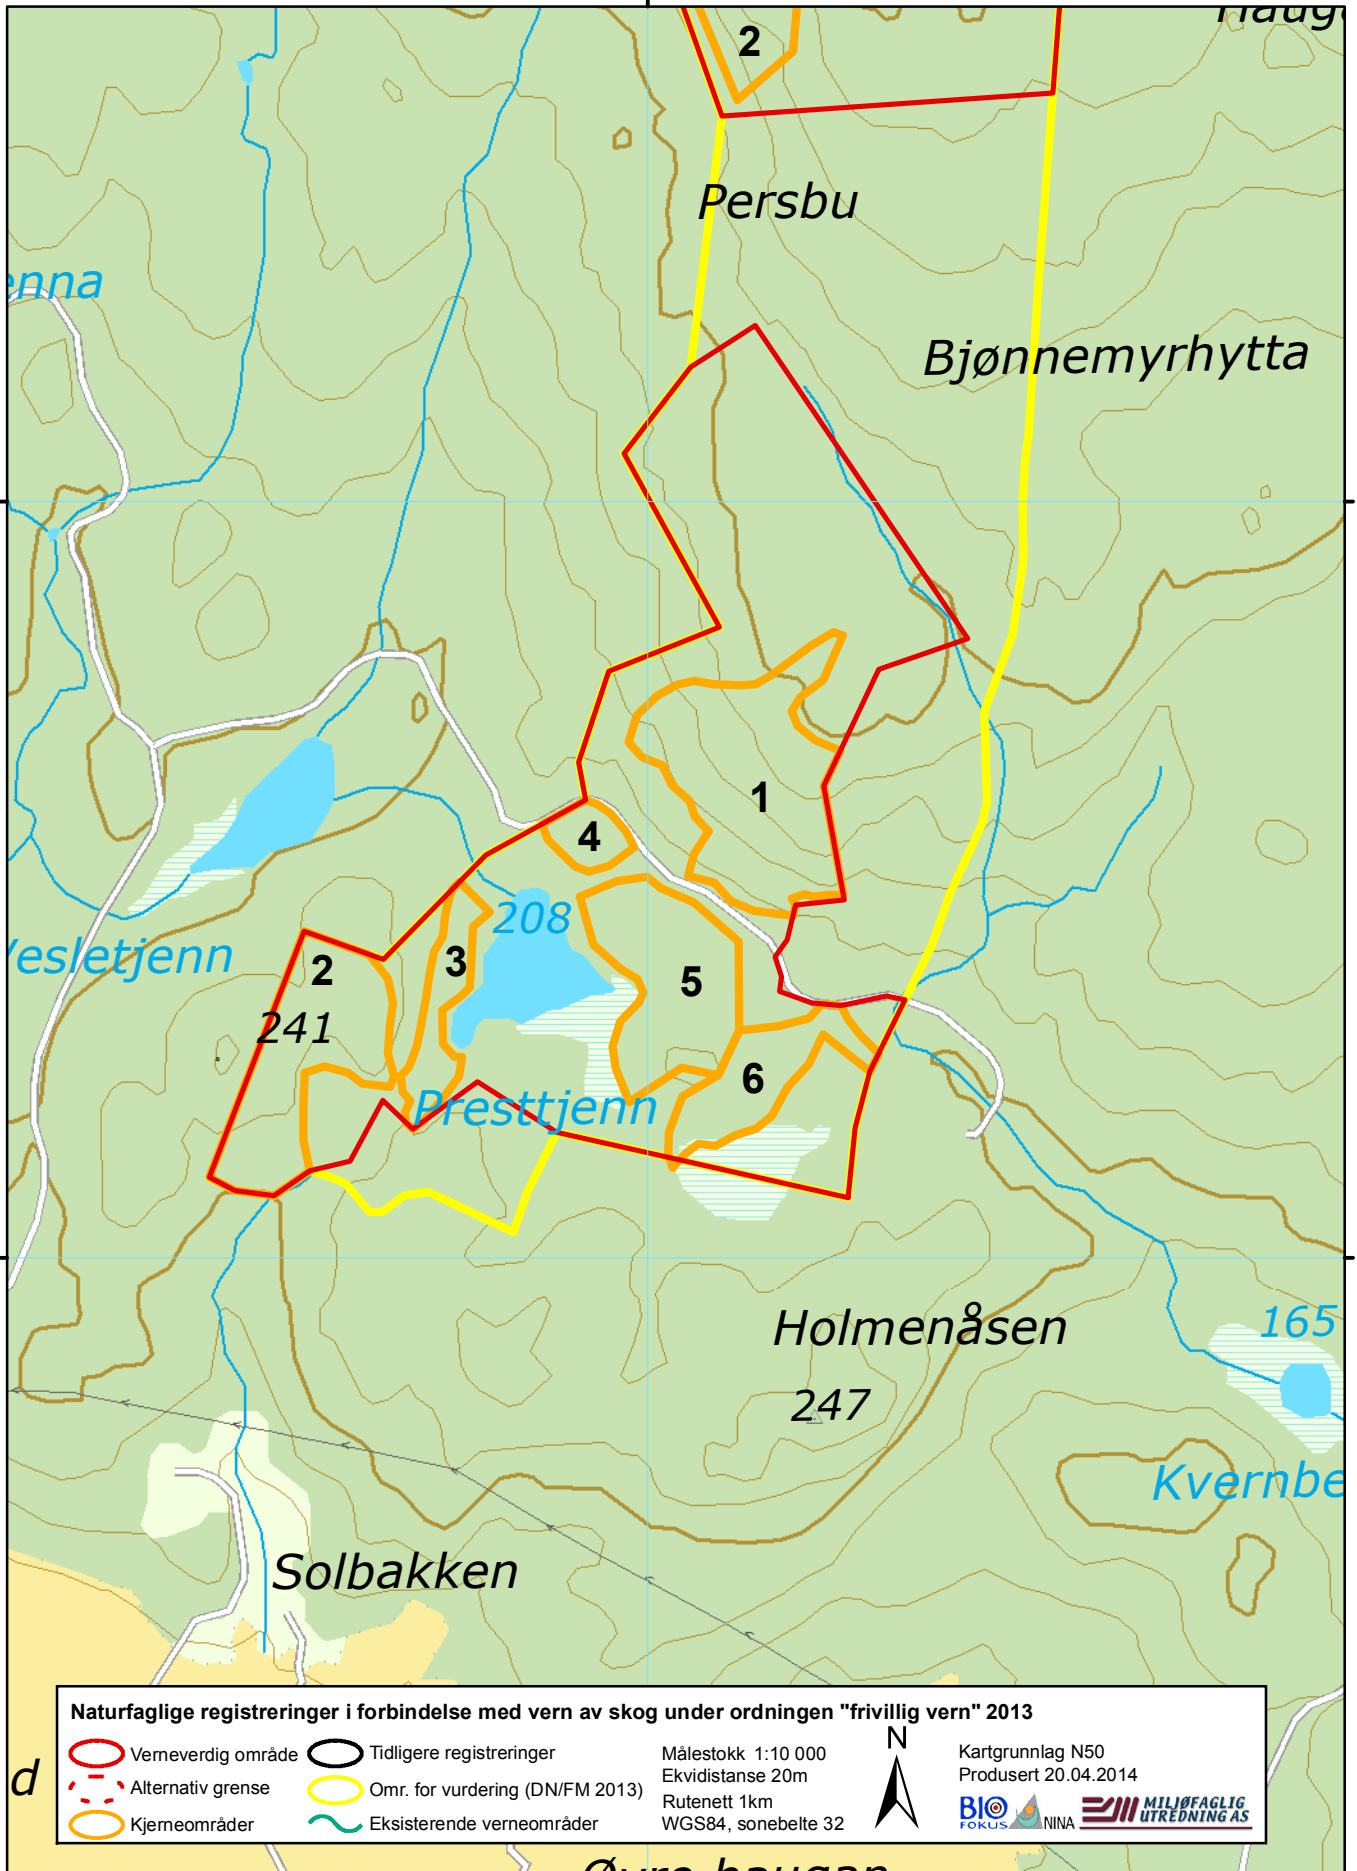 2
Persbu
enna
Bjønnemyrhytta
1
4
208
esletjenn
2
3
5
241
6
Presttjenn
Holmenåsen
165
247
Kvernbe
Solbakken
Naturfaglige registreringer i forbindelse med vern av skog under ordningen "frivillig vern" 2013
Verneverdig område
Alternativ grense
Kjerneområder
Tidligere registreringer
Omr. for vurdering (DN/FM 2013)
Eksisterende verneområder
Målestokk 1:10 000
Ekvidistanse 20m
Rutenett 1km
WGS84, sonebelte 32
N
Kartgrunnlag N50
Produsert 20.04.2014
BIO
FOKUS
NINA
MILJØFAGLIG
UTREDNING AS
d